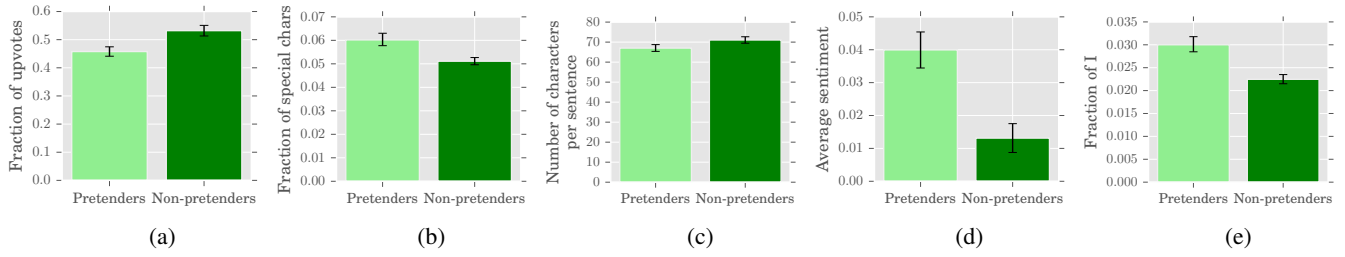 Fraction of upvotes
0.6
0.5
0.4
0.3
0.2
0.1
0.0
Pretenders Non-pretenders
(a)
Fraction of special chars
0.07
0.06
0.05
0.04
0.03
0.02
0.01
0.00
Pretenders Non-pretenders
(b)
Number of characters
per sentence
80
70
60
50
40
30
20
10
0
Pretenders Non-pretenders
(c)
Average sentiment
0.05
0.04
0.03
0.02
0.01
0.00
Pretenders Non-pretenders
(d)
Fraction of I
0.035
0.030
0.025
0.020
0.015
0.010
0.005
0.000
Pretenders Non-pretenders
(e)